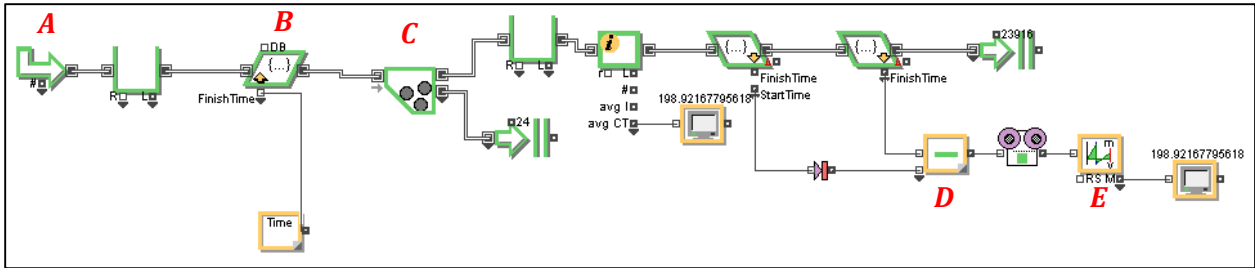 A
B
C
#
R L
DB
{...}
FinishTime
Time
R L
24
i
r L
#
avg I
avg CT
198.92167795618
{...}
FinishTime
StartTime
{...}
FinishTime
23916
D
m
v
RS M
E
198.92167795618